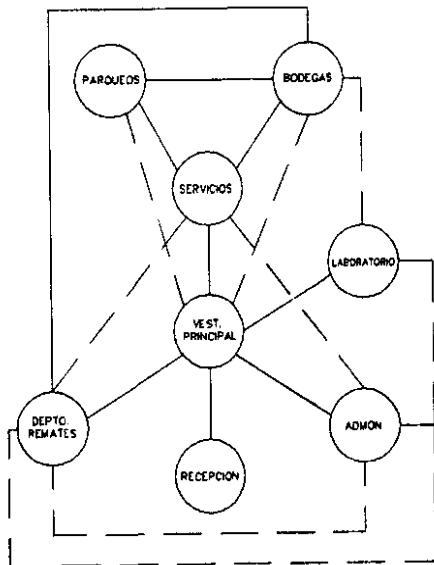 PARQUEOS
BODEGAS
SERVICIOS
LABORATORIO
VEST.
PRINCIPAL
DEPTO.
REMATES
ADMON
RECEPCION